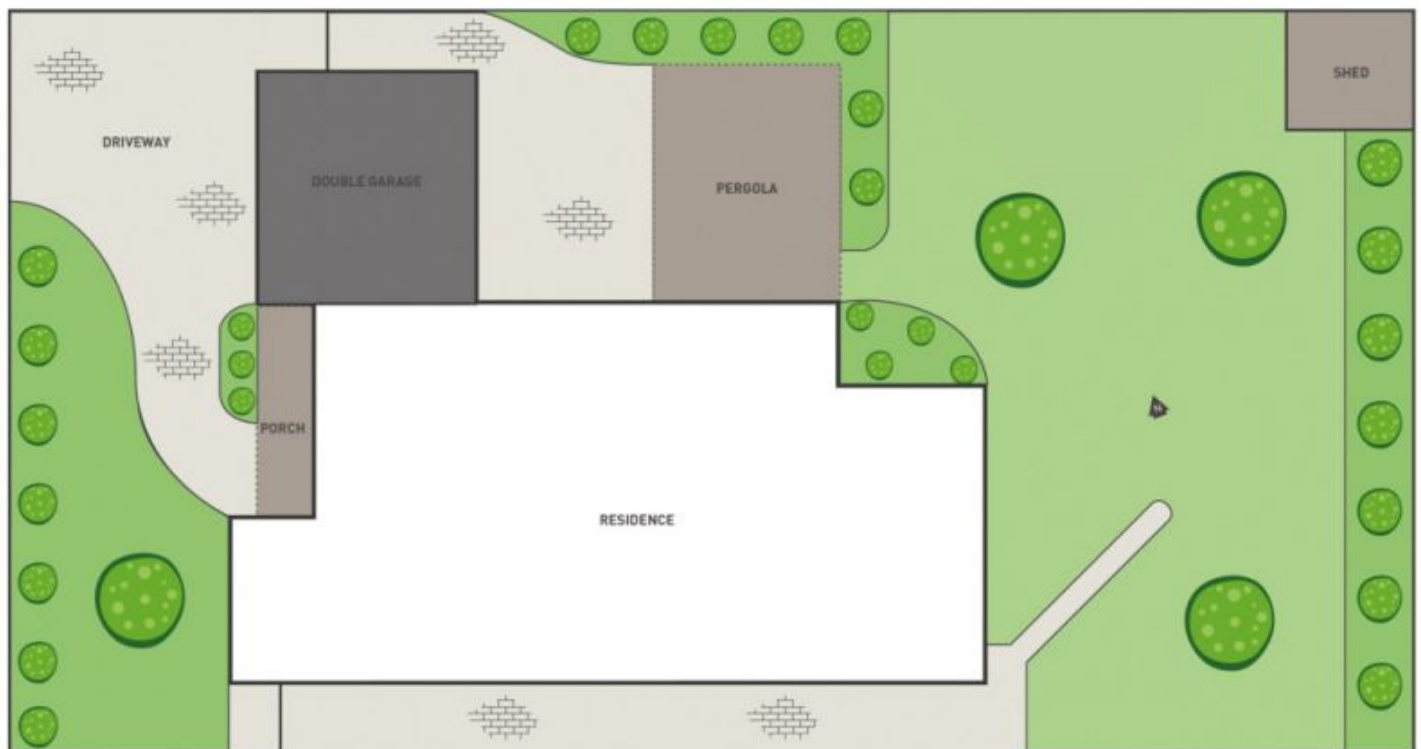 SHED
DRIVEWAY
DOUBLE GARAGE
PERGOLA
N
PORCH
RESIDENCE